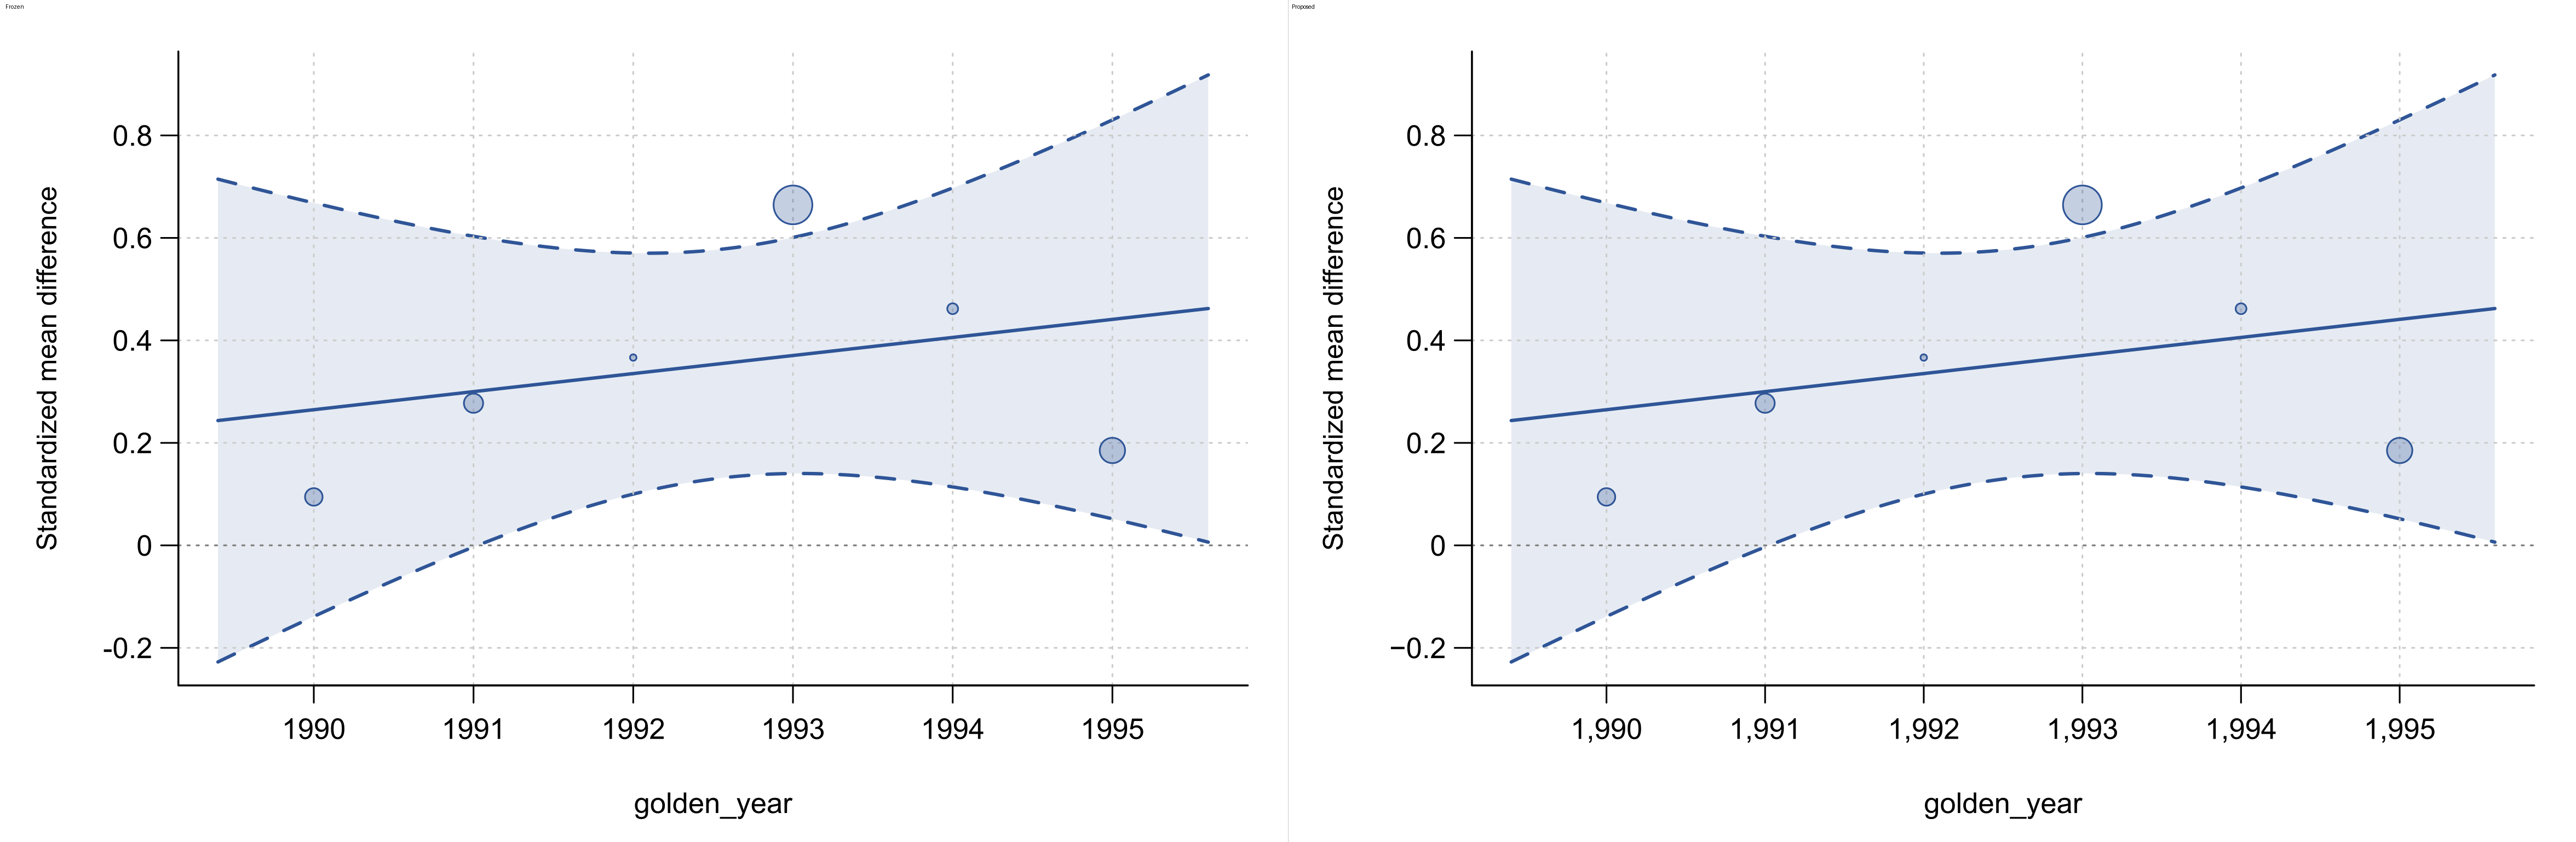 Frozen
Standardized mean difference
0.8
0.6
0.4
0.2
0
-0.2
1990 1991 1992 1993 1994 1995
golden_year
Proposed
Standardized mean difference
0.8
0.6
0.4
0.2
0
−0.2
1,990 1,991 1,992 1,993 1,994 1,995
golden_year